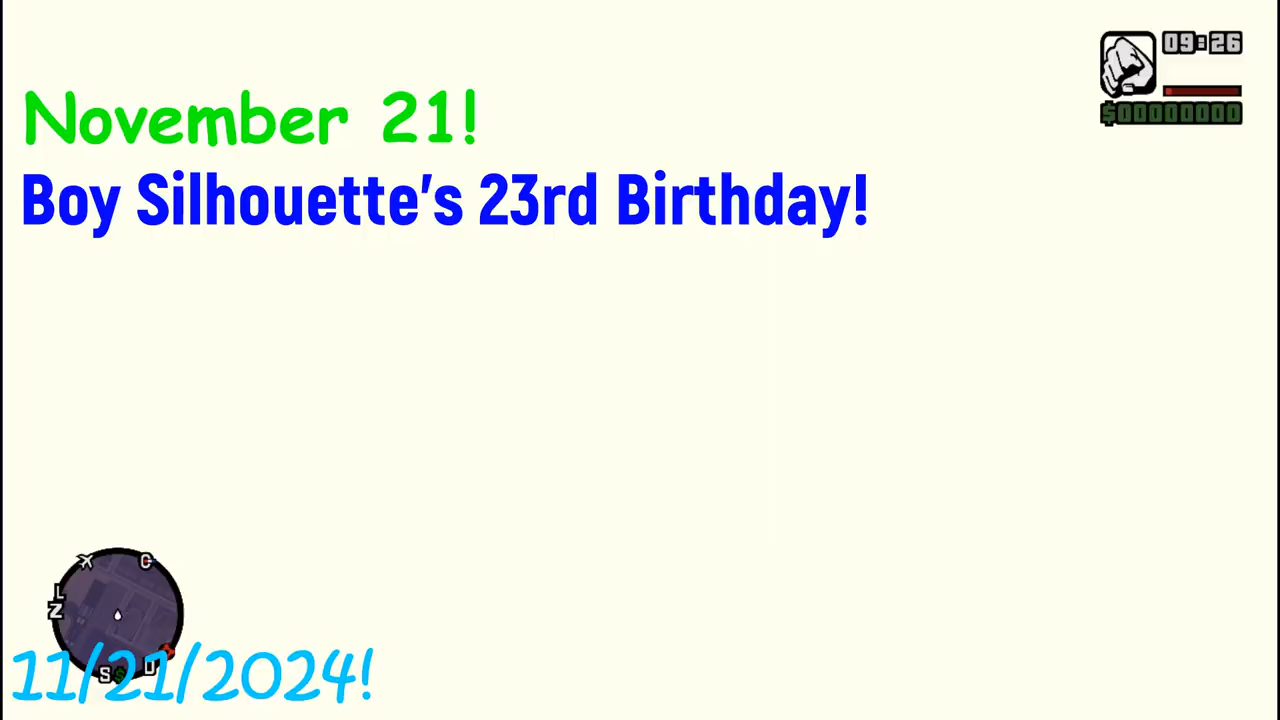 09:26
$00000000
November 21!
Boy Silhouette's 23rd Birthday!
C
L
Z
S
D
11/21/2024!